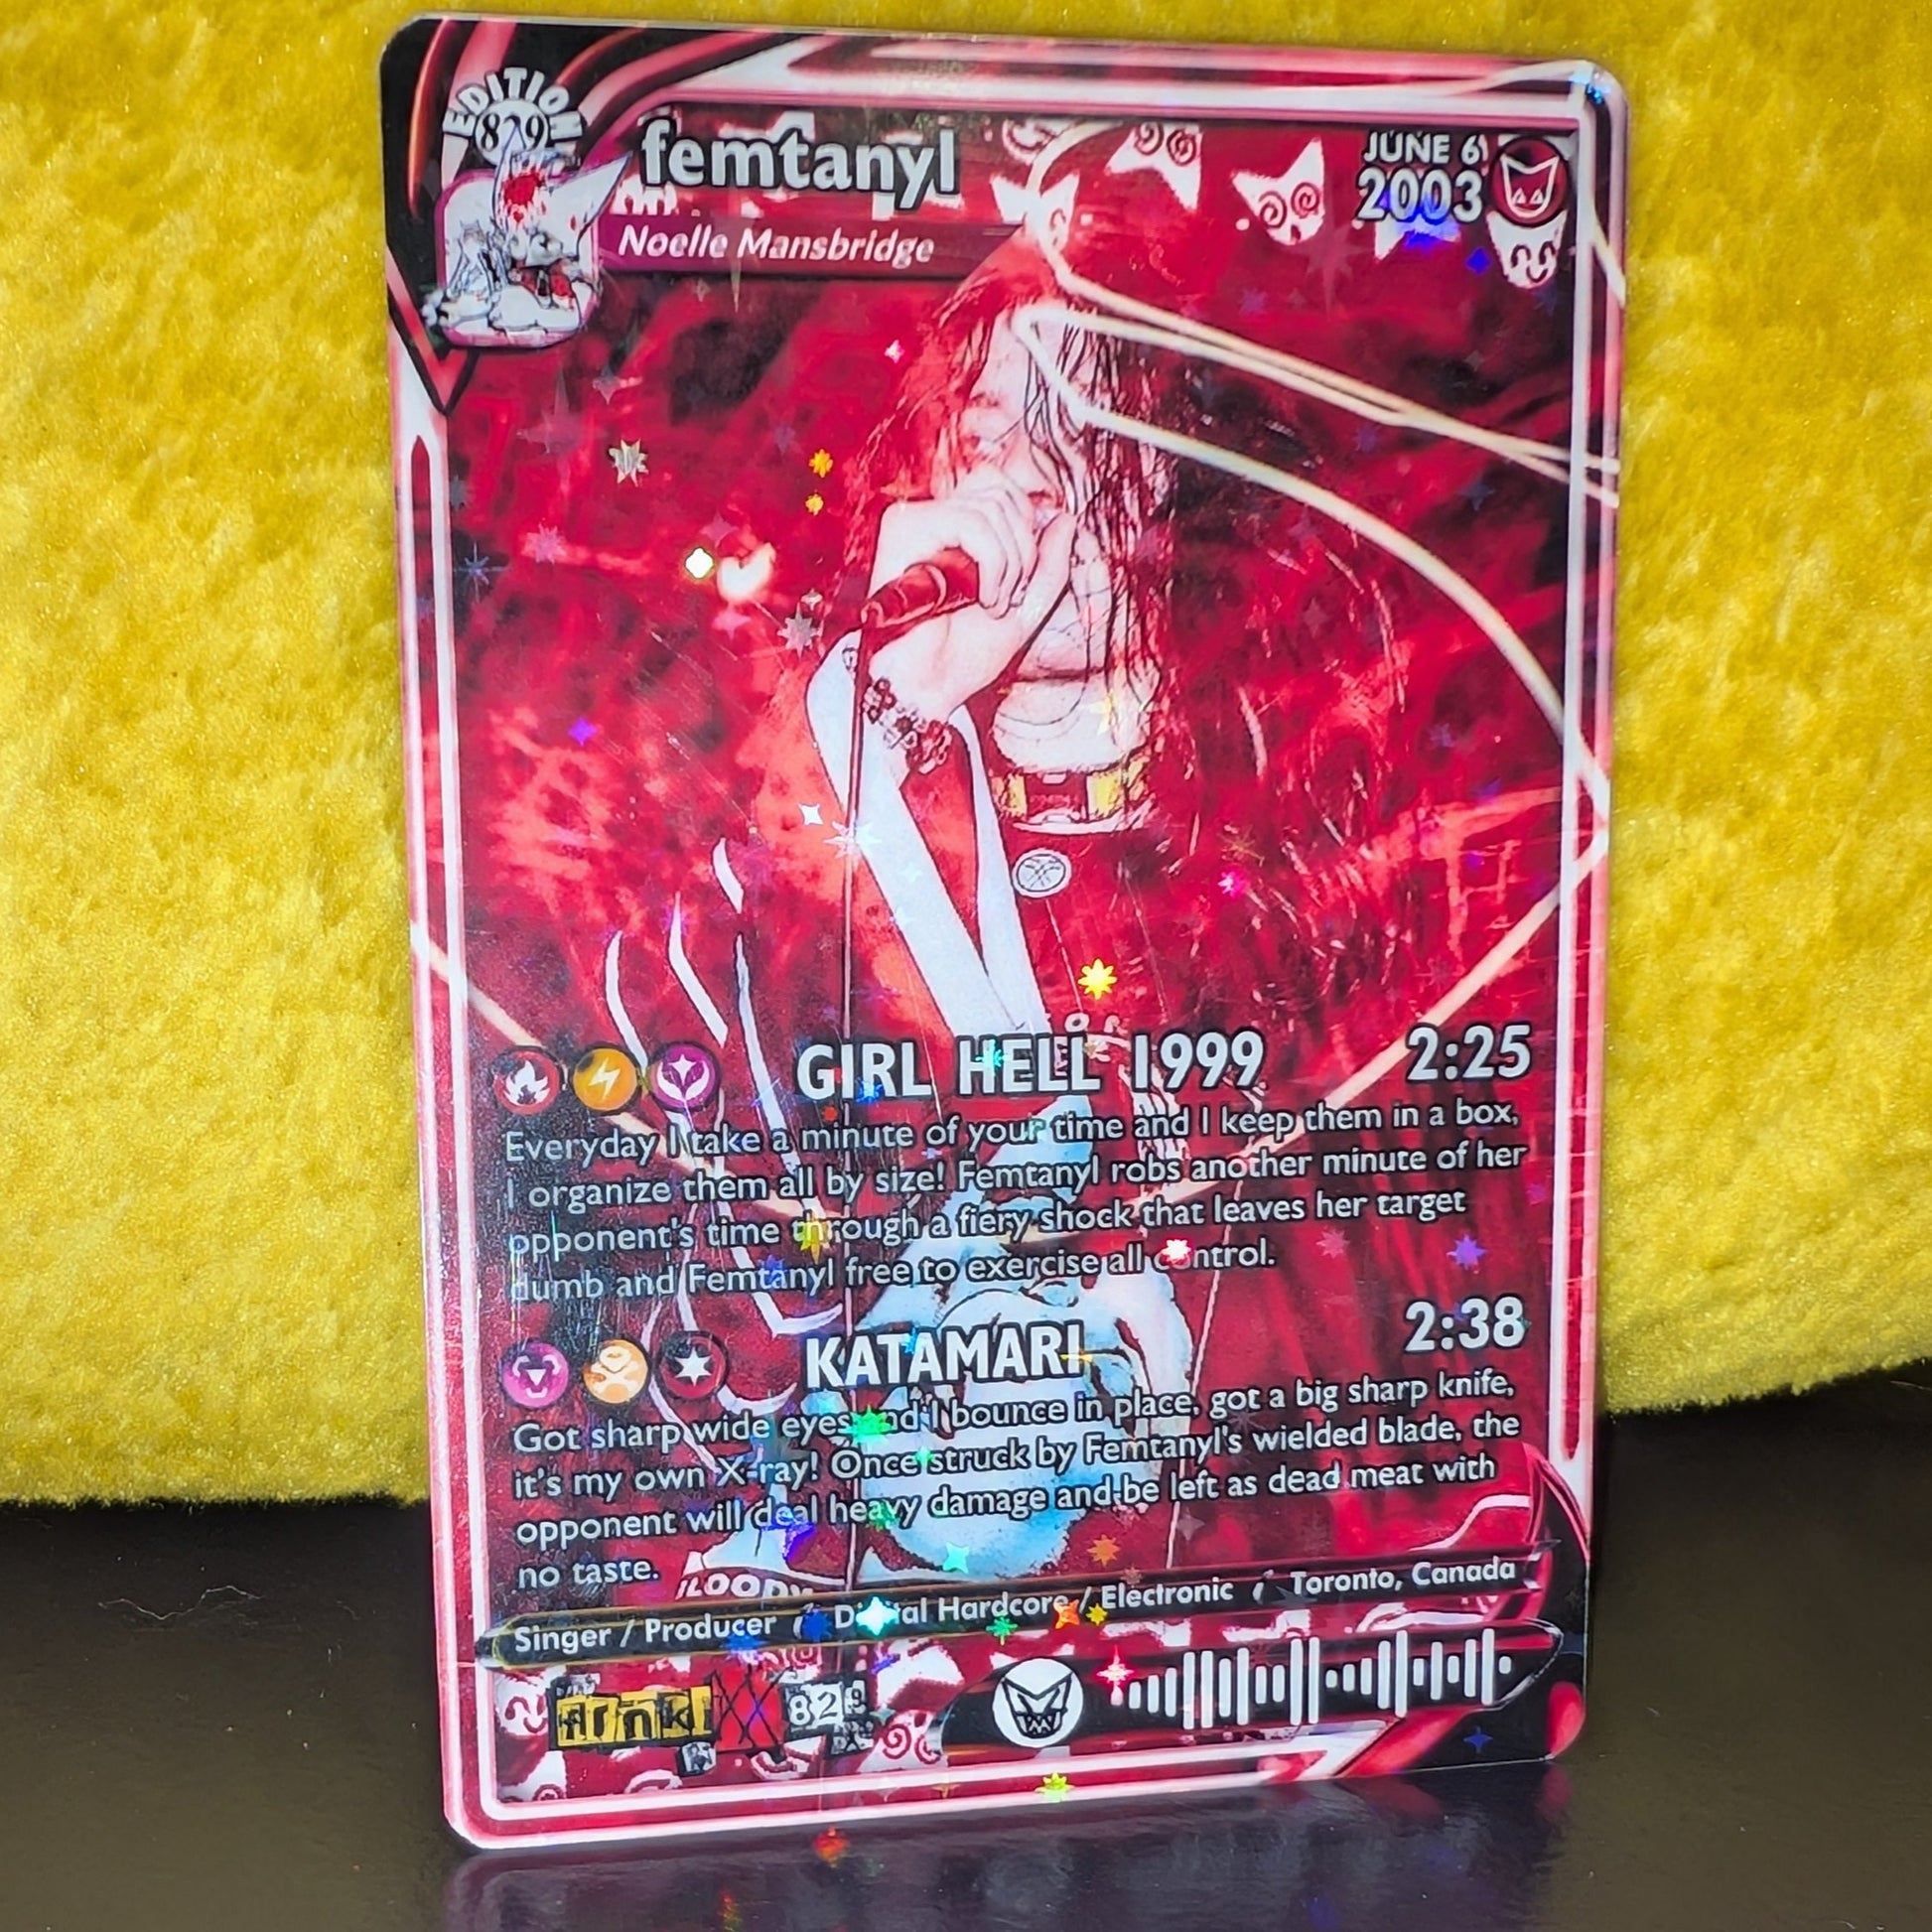 EDITION
829
femtanyl
JUNE 6
2003
Noelle Mansbridge
GIRL HELL 1999
2:25
Everyday I take a minute of your time and I keep them in a box,
I organize them all by size! Femtanyl robs another minute of her
opponent's time through a fiery shock that leaves her target
dumb and Femtanyl free to exercise all control.
KATAMARI
2:38
Got sharp wide eyes and I bounce in place, got a big sharp knife,
it's my own X-ray! Once struck by Femtanyl's wielded blade, the
opponent will deal heavy damage and be left as dead meat with
no taste.
Singer / Producer
Digital Hardcore / Electronic
Toronto, Canada
829